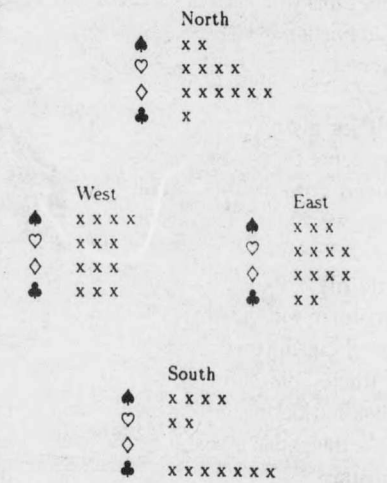 North
♠ x x
♡ x x x x
♢ x x x x x x
♣ x
West
♠ x x x x
♡ x x x
♢ x x x
♣ x x x
East
♠ x x x
♡ x x x x
♢ x x x x
♣ x x
South
♠ x x x x
♡ x x
♢
♣ x x x x x x x